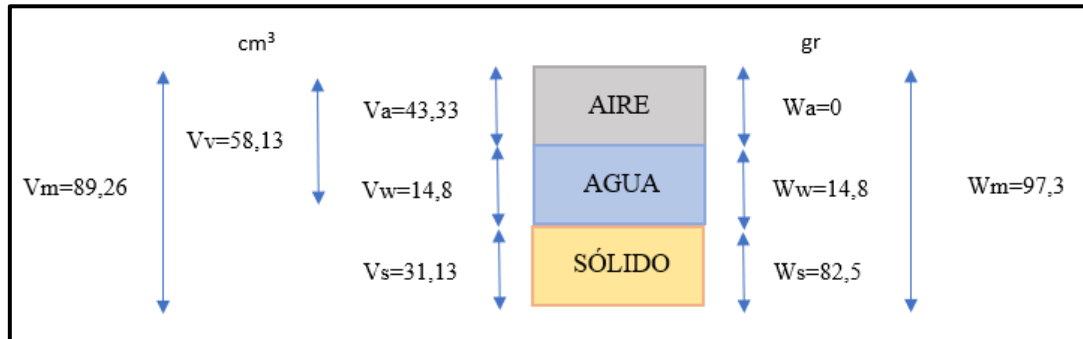 cm³
gr
Va=43,33
AIRE
Wa=0
Vv=58,13
Vm=89,26
Vw=14,8
AGUA
Ww=14,8
Wm=97,3
Vs=31,13
SÓLIDO
Ws=82,5